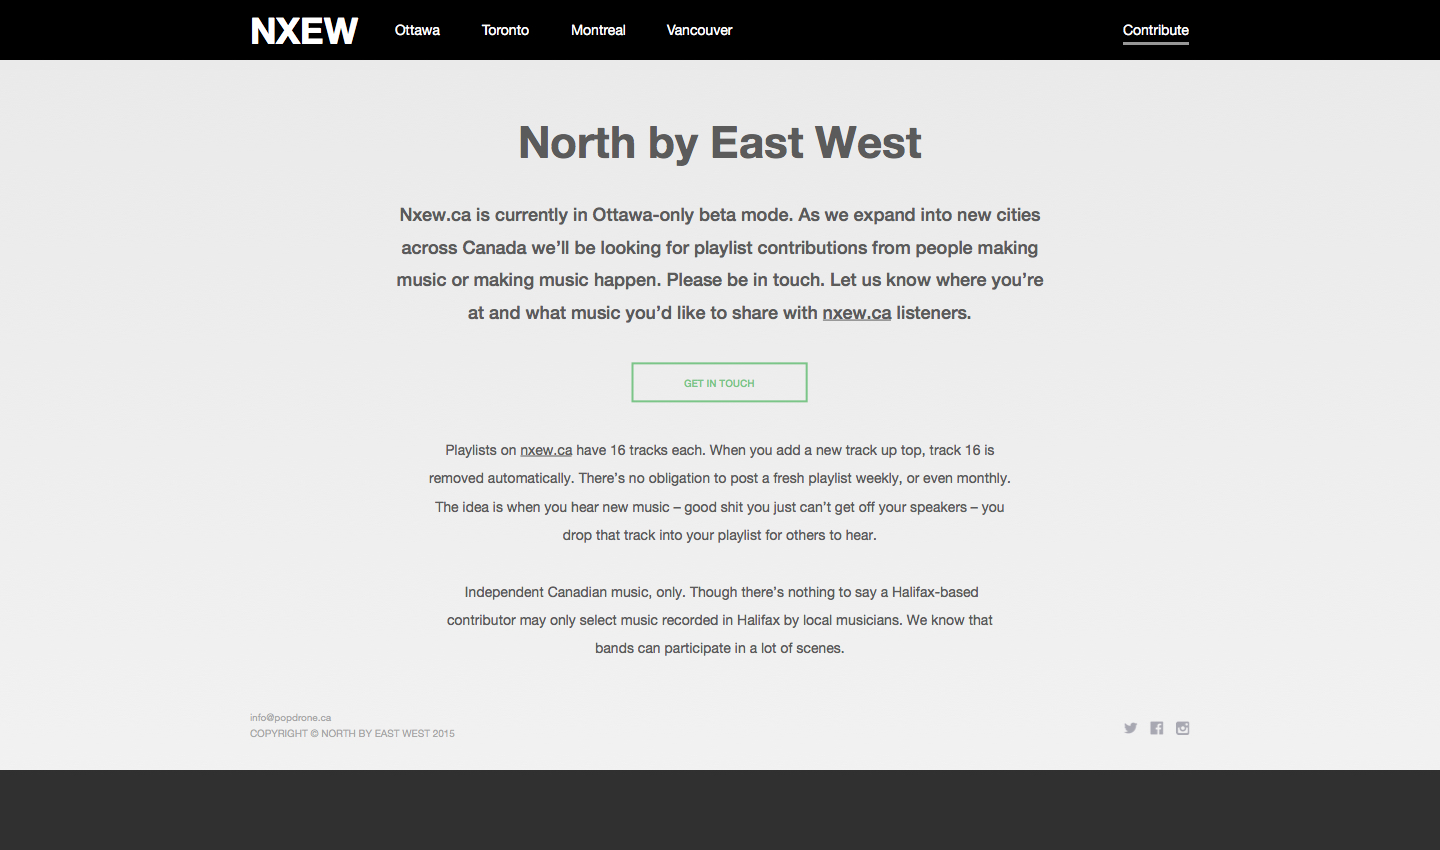 NXEW
Ottawa
Toronto
Montreal
Vancouver
Contribute
North by East West
Nxew.ca is currently in Ottawa-only beta mode. As we expand into new cities
across Canada we’ll be looking for playlist contributions from people making
music or making music happen. Please be in touch. Let us know where you’re
at and what music you’d like to share with nxew.ca listeners.
GET IN TOUCH
Playlists on nxew.ca have 16 tracks each. When you add a new track up top, track 16 is
removed automatically. There’s no obligation to post a fresh playlist weekly, or even monthly.
The idea is when you hear new music – good shit you just can’t get off your speakers – you
drop that track into your playlist for others to hear.
Independent Canadian music, only. Though there’s nothing to say a Halifax-based
contributor may only select music recorded in Halifax by local musicians. We know that
bands can participate in a lot of scenes.
info@popdrone.ca
COPYRIGHT © NORTH BY EAST WEST 2015